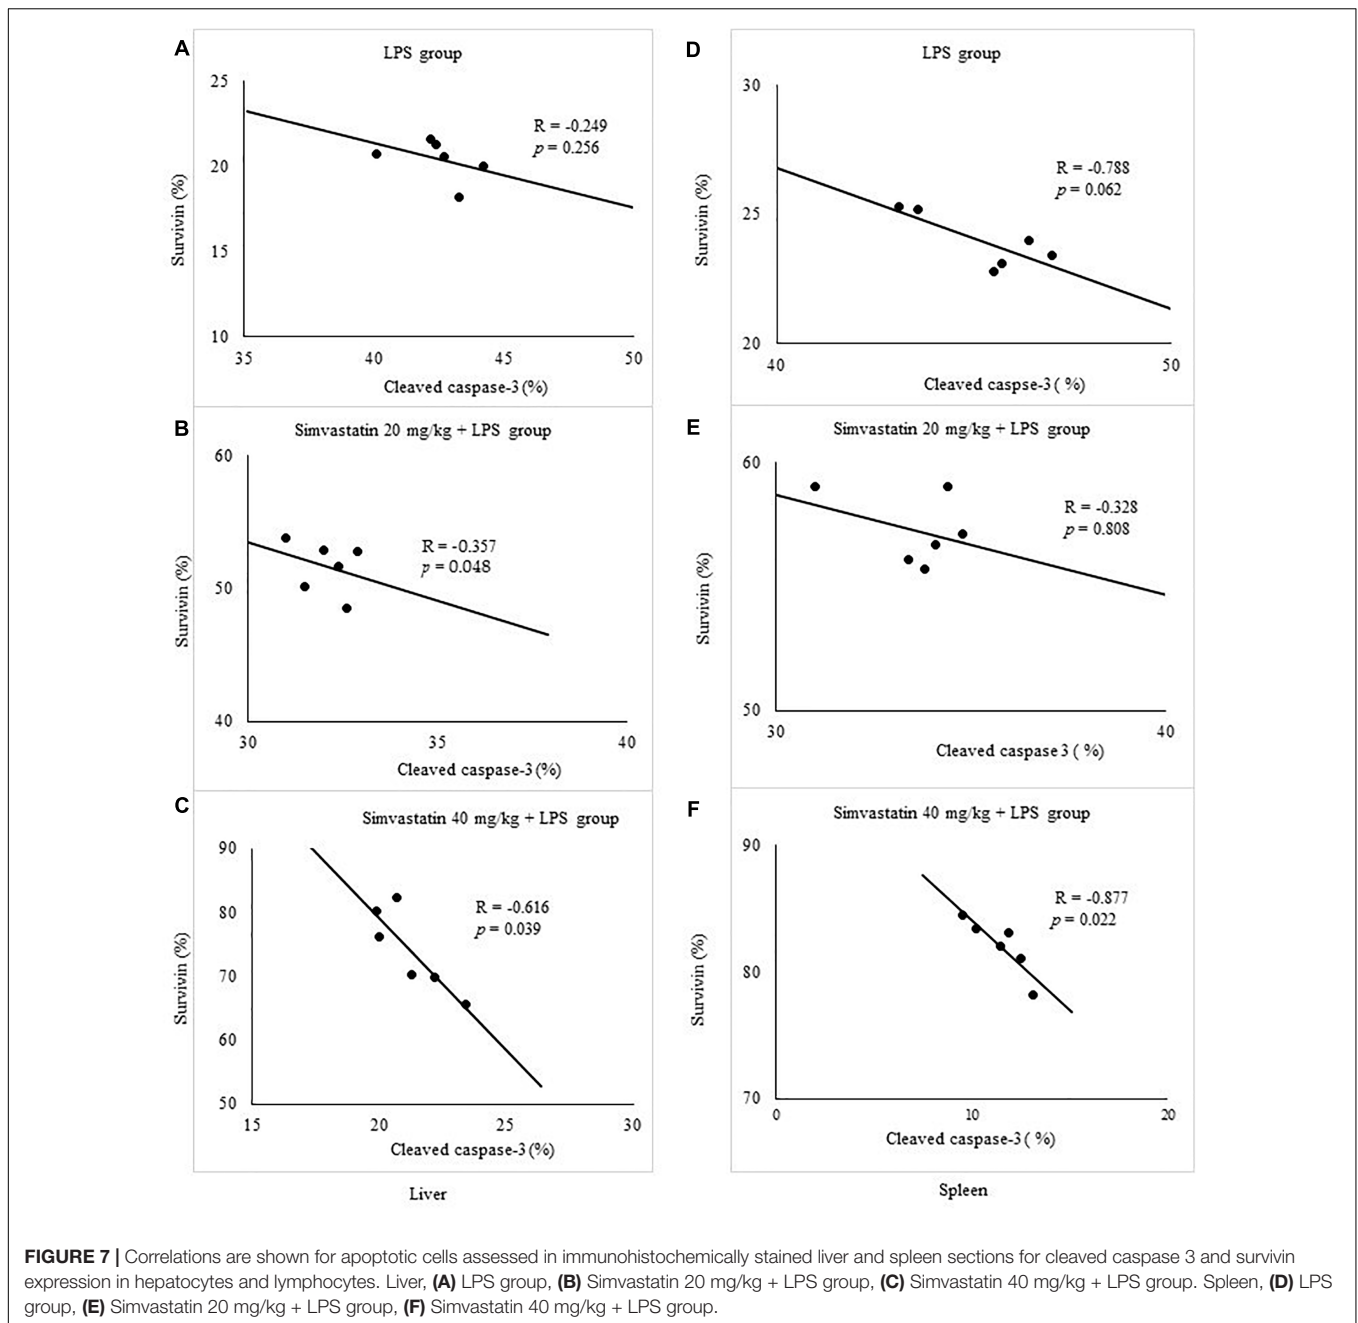 A
LPS group
25
20
15
10
35
40
45
50
Survivin (%)
R = -0.249
p = 0.256
Cleaved caspase-3 (%)
B
Simvastatin 20 mg/kg + LPS group
60
50
40
30
35
40
Survivin (%)
R = -0.357
p = 0.048
Cleaved caspase-3 (%)
C
Simvastatin 40 mg/kg + LPS group
90
80
70
60
50
15
20
25
30
Survivin (%)
R = -0.616
p = 0.039
Cleaved caspase-3 (%)
Liver
D
LPS group
30
25
20
40
50
Survivin (%)
R = -0.788
p = 0.062
Cleaved caspse-3 ( %)
E
Simvastatin 20 mg/kg + LPS group
60
50
30
40
Survivin (%)
R = -0.328
p = 0.808
Cleaved caspase 3 ( %)
F
Simvastatin 40 mg/kg + LPS group
90
80
70
0
10
20
Survivin (%)
R = -0.877
p = 0.022
Cleaved caspase-3 ( %)
Spleen
FIGURE 7 | Correlations are shown for apoptotic cells assessed in immunohistochemically stained liver and spleen sections for cleaved caspase 3 and survivin
expression in hepatocytes and lymphocytes. Liver, (A) LPS group, (B) Simvastatin 20 mg/kg + LPS group, (C) Simvastatin 40 mg/kg + LPS group. Spleen, (D) LPS
group, (E) Simvastatin 20 mg/kg + LPS group, (F) Simvastatin 40 mg/kg + LPS group.